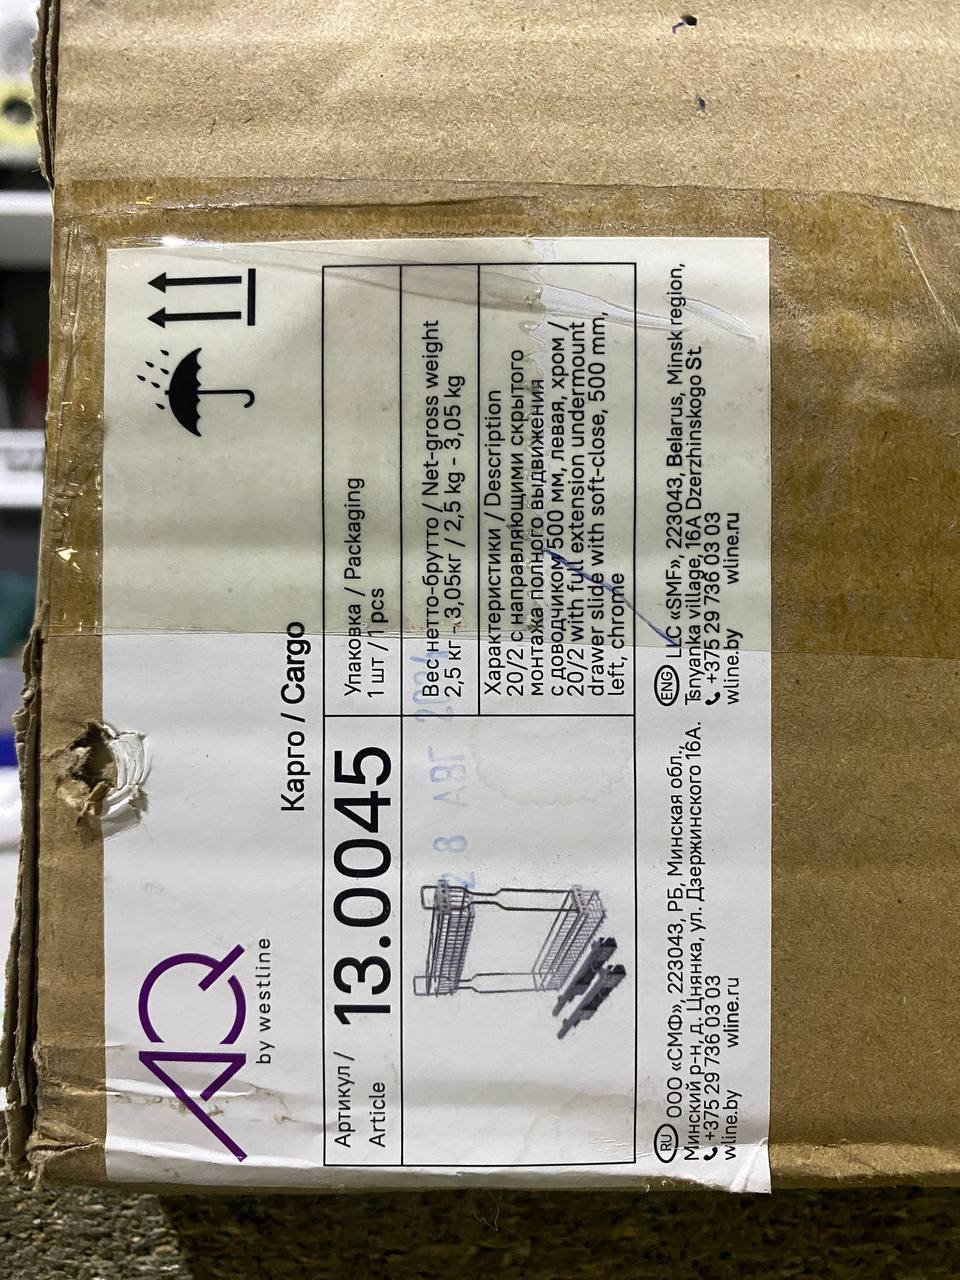 AQ
by westline
Карго / Cargo
Артикул /
Article
13.0045
Упаковка / Packaging
1 шт / 1 pcs
Вес нетто-брутто / Net-gross weight
2,5 кг - 3,05кг / 2,5 kg - 3,05 kg
Характеристики / Description
20/2 с направляющими скрытого
монтажа полного выдвижения
с доводчиком 500 мм, левая, хром /
20/2 with full extension undermount
drawer slide with soft-close, 500 mm,
left, chrome
28 АВГ
RU ООО «СМФ», 223043, РБ, Минская обл.,
Минский р-н, д. Цнянка, ул. Дзержинского 16А.
+375 29 736 03 03
wline.by wline.ru
ENG LLC «SMF», 223043, Belarus, Minsk region,
Tsnyanka village, 16A Dzerzhinskogo St
+375 29 736 03 03
wline.by wline.ru